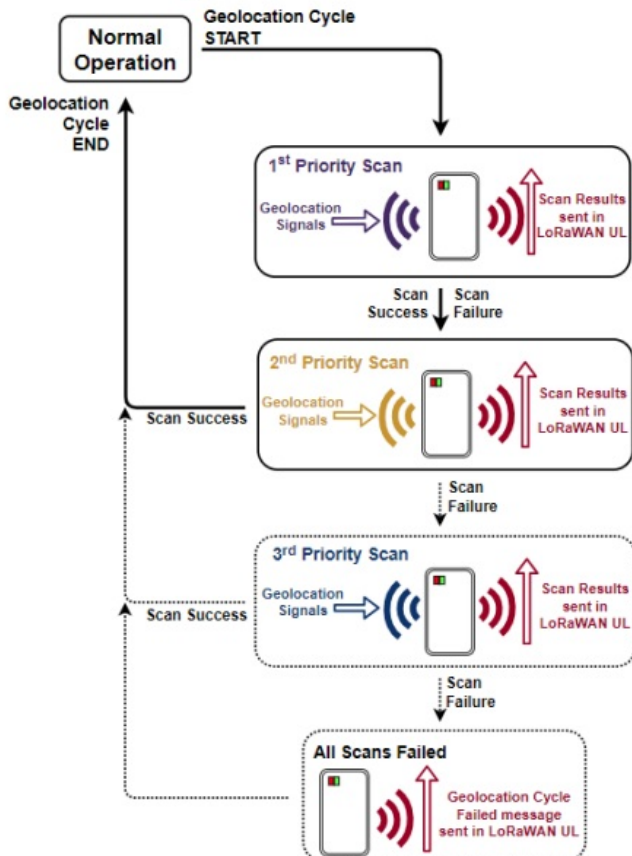 Normal
Operation
Geolocation Cycle
START
Geolocation
Cycle
END
1st Priority Scan
Geolocation
Signals
Scan Results
sent in
LoRaWAN UL
Scan
Success
Scan
Failure
2nd Priority Scan
Geolocation
Signals
Scan Results
sent in
LoRaWAN UL
Scan Success
Scan
Failure
3rd Priority Scan
Geolocation
Signals
Scan Results
sent in
LoRaWAN UL
Scan Success
Scan
Failure
All Scans Failed
Geolocation Cycle
Failed message
sent in LoRaWAN UL